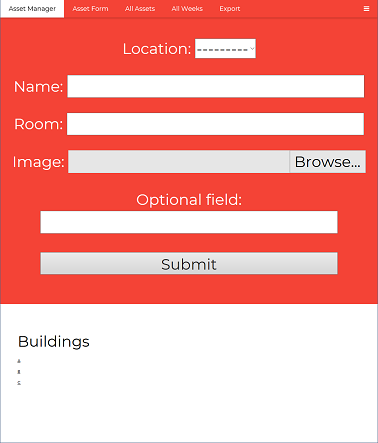 Asset Manager Asset Form All Assets All Weeks Export
Location: ---------
Name:
Room:
Image: Browse...
Optional field:
Submit
Buildings